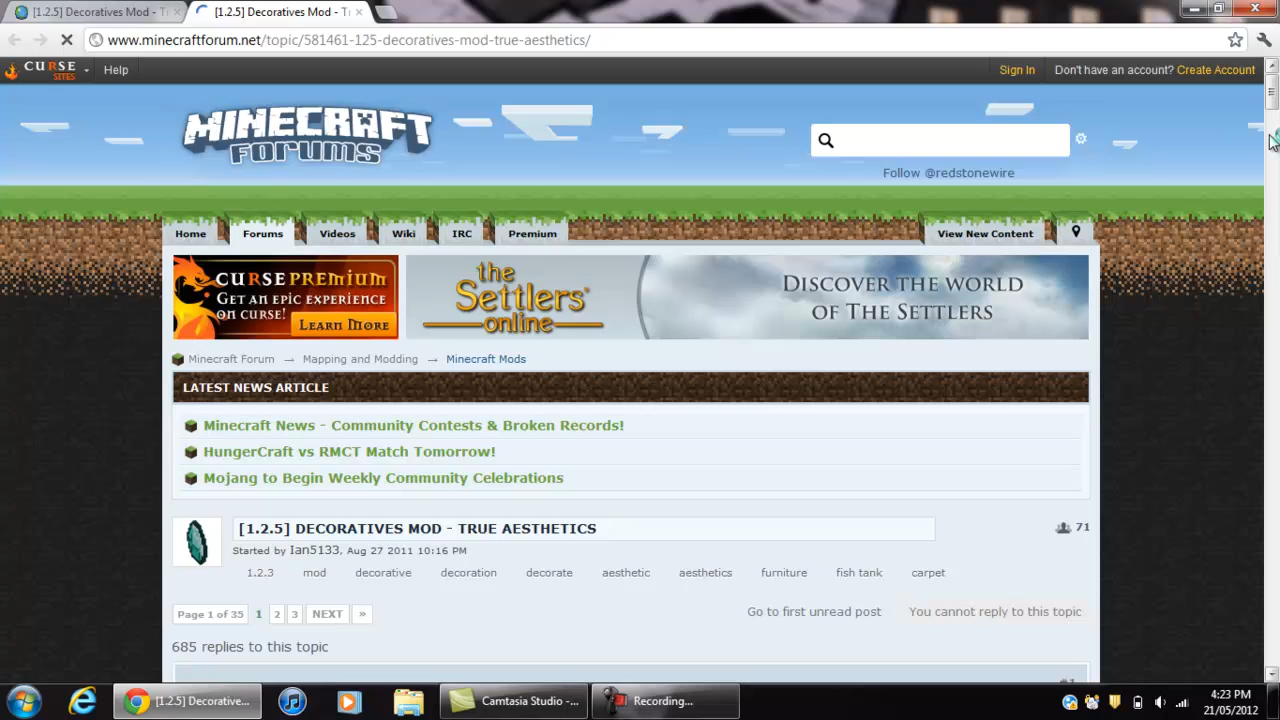 [1.2.5] Decoratives Mod - T
[1.2.5] Decoratives Mod - T
www.minecraftforum.net/topic/581461-125-decoratives-mod-true-aesthetics/
CURSE SITES Help Sign In Don't have an account? Create Account
MINECRAFT
FORUMS
Follow @redstonewire
Home Forums Videos Wiki IRC Premium View New Content
CURSE PREMIUM
GET AN EPIC EXPERIENCE
ON CURSE!
LEARN MORE
the
Settlers
online
DISCOVER THE WORLD
OF THE SETTLERS
Minecraft Forum → Mapping and Modding → Minecraft Mods
LATEST NEWS ARTICLE
Minecraft News - Community Contests & Broken Records!
HungerCraft vs RMCT Match Tomorrow!
Mojang to Begin Weekly Community Celebrations
[1.2.5] DECORATIVES MOD - TRUE AESTHETICS 71
Started by Ian5133, Aug 27 2011 10:16 PM
1.2.3 mod decorative decoration decorate aesthetic aesthetics furniture fish tank carpet
Page 1 of 35 1 2 3 NEXT » Go to first unread post You cannot reply to this topic
685 replies to this topic
[1.2.5] Decorative... Camtasia Studio -... Recording...
4:23 PM
21/05/2012